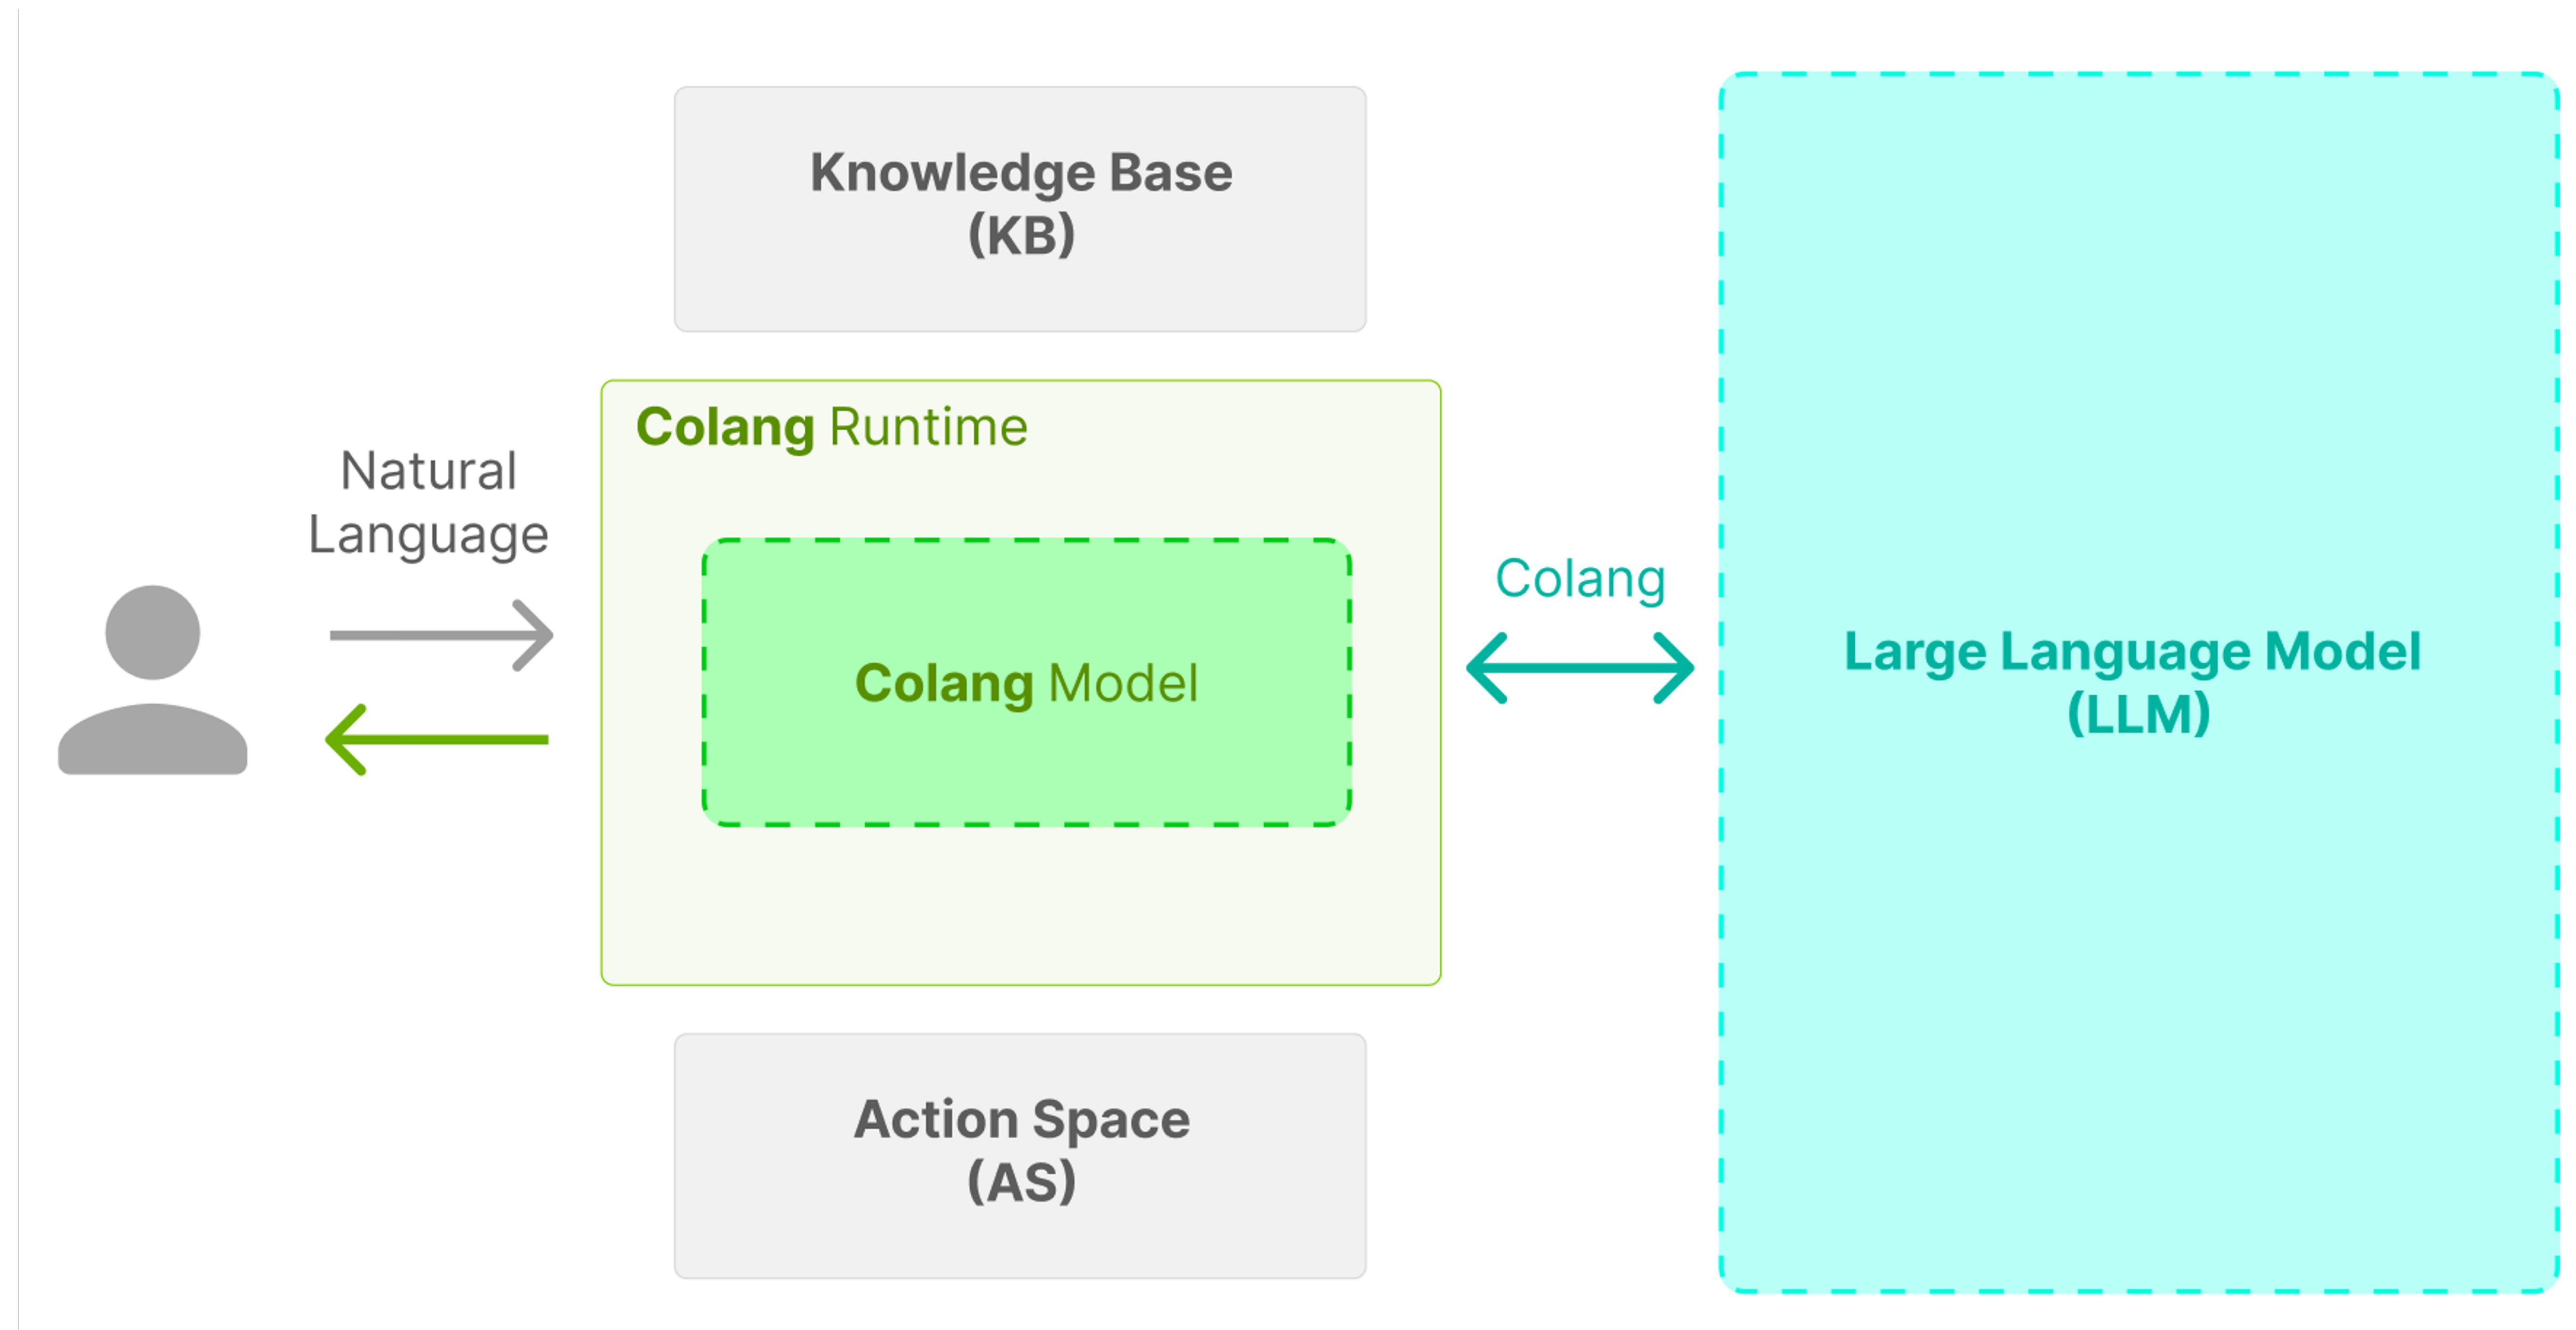 Knowledge Base
(KB)
Colang Runtime
Natural
Language
Colang Model
Colang
Large Language Model
(LLM)
Action Space
(AS)